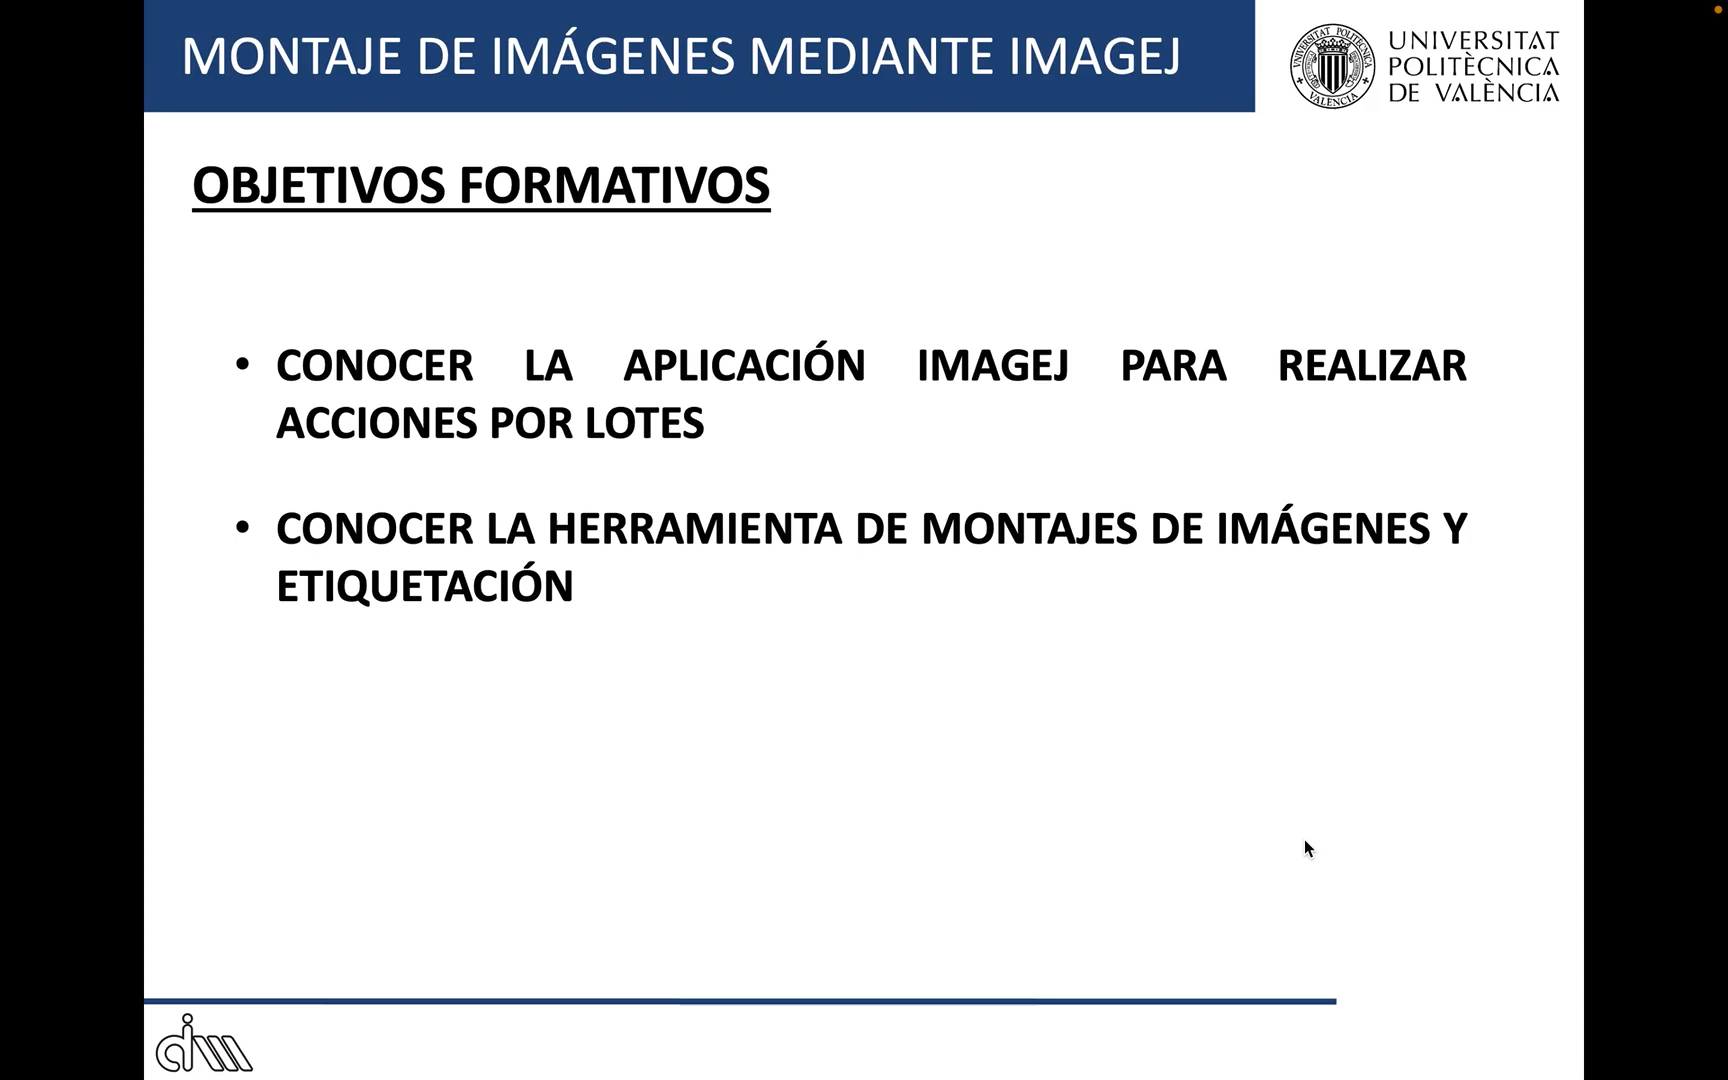 MONTAJE DE IMÁGENES MEDIANTE IMAGEJ
UNIVERSITAT
POLITÈCNICA
DE VALÈNCIA
OBJETIVOS FORMATIVOS
• CONOCER LA APLICACIÓN IMAGEJ PARA REALIZAR
ACCIONES POR LOTES
• CONOCER LA HERRAMIENTA DE MONTAJES DE IMÁGENES Y
ETIQUETACIÓN
dim